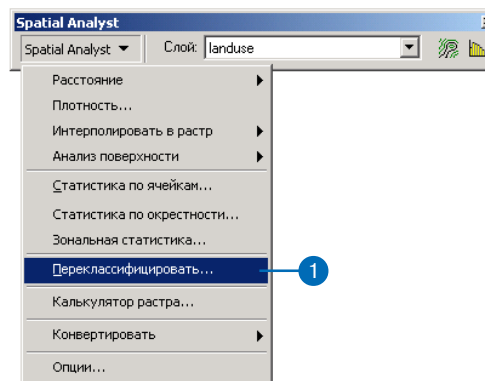 Spatial Analyst
Spatial Analyst Слой: landuse
Расстояние
Плотность...
Интерполировать в растр
Анализ поверхности
Статистика по ячейкам...
Статистика по окрестности...
Зональная статистика...
Переклассифицировать... 1
Калькулятор растра...
Конвертировать
Опции...